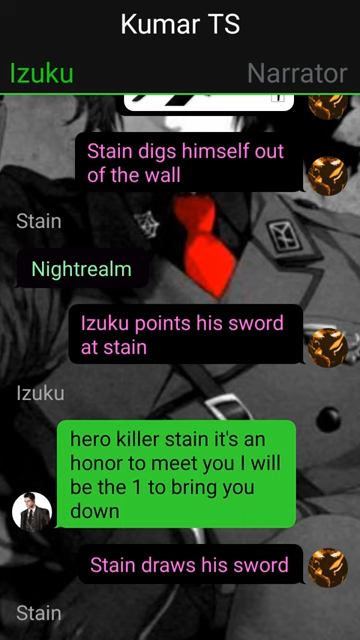 Kumar TS
Izuku
Narrator
Stain digs himself out
of the wall
Stain
Nightrealm
Izuku points his sword
at stain
Izuku
hero killer stain it's an
honor to meet you I will
be the 1 to bring you
down
Stain draws his sword
Stain